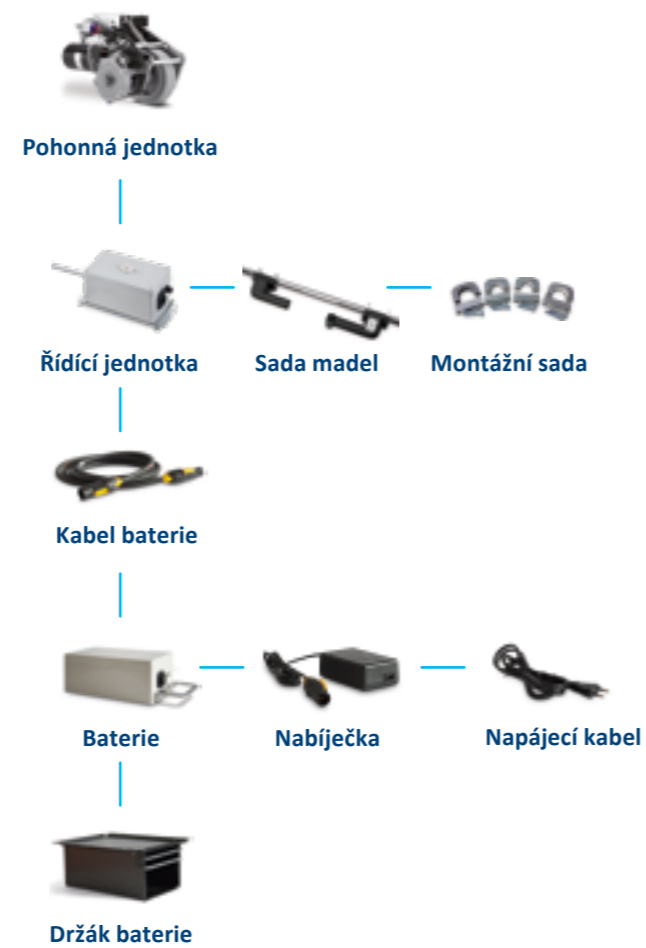 Pohonná jednotka
Řídící jednotka
Sada madel
Montážní sada
Kabel baterie
Baterie
Nabíječka
Napájecí kabel
Držák baterie